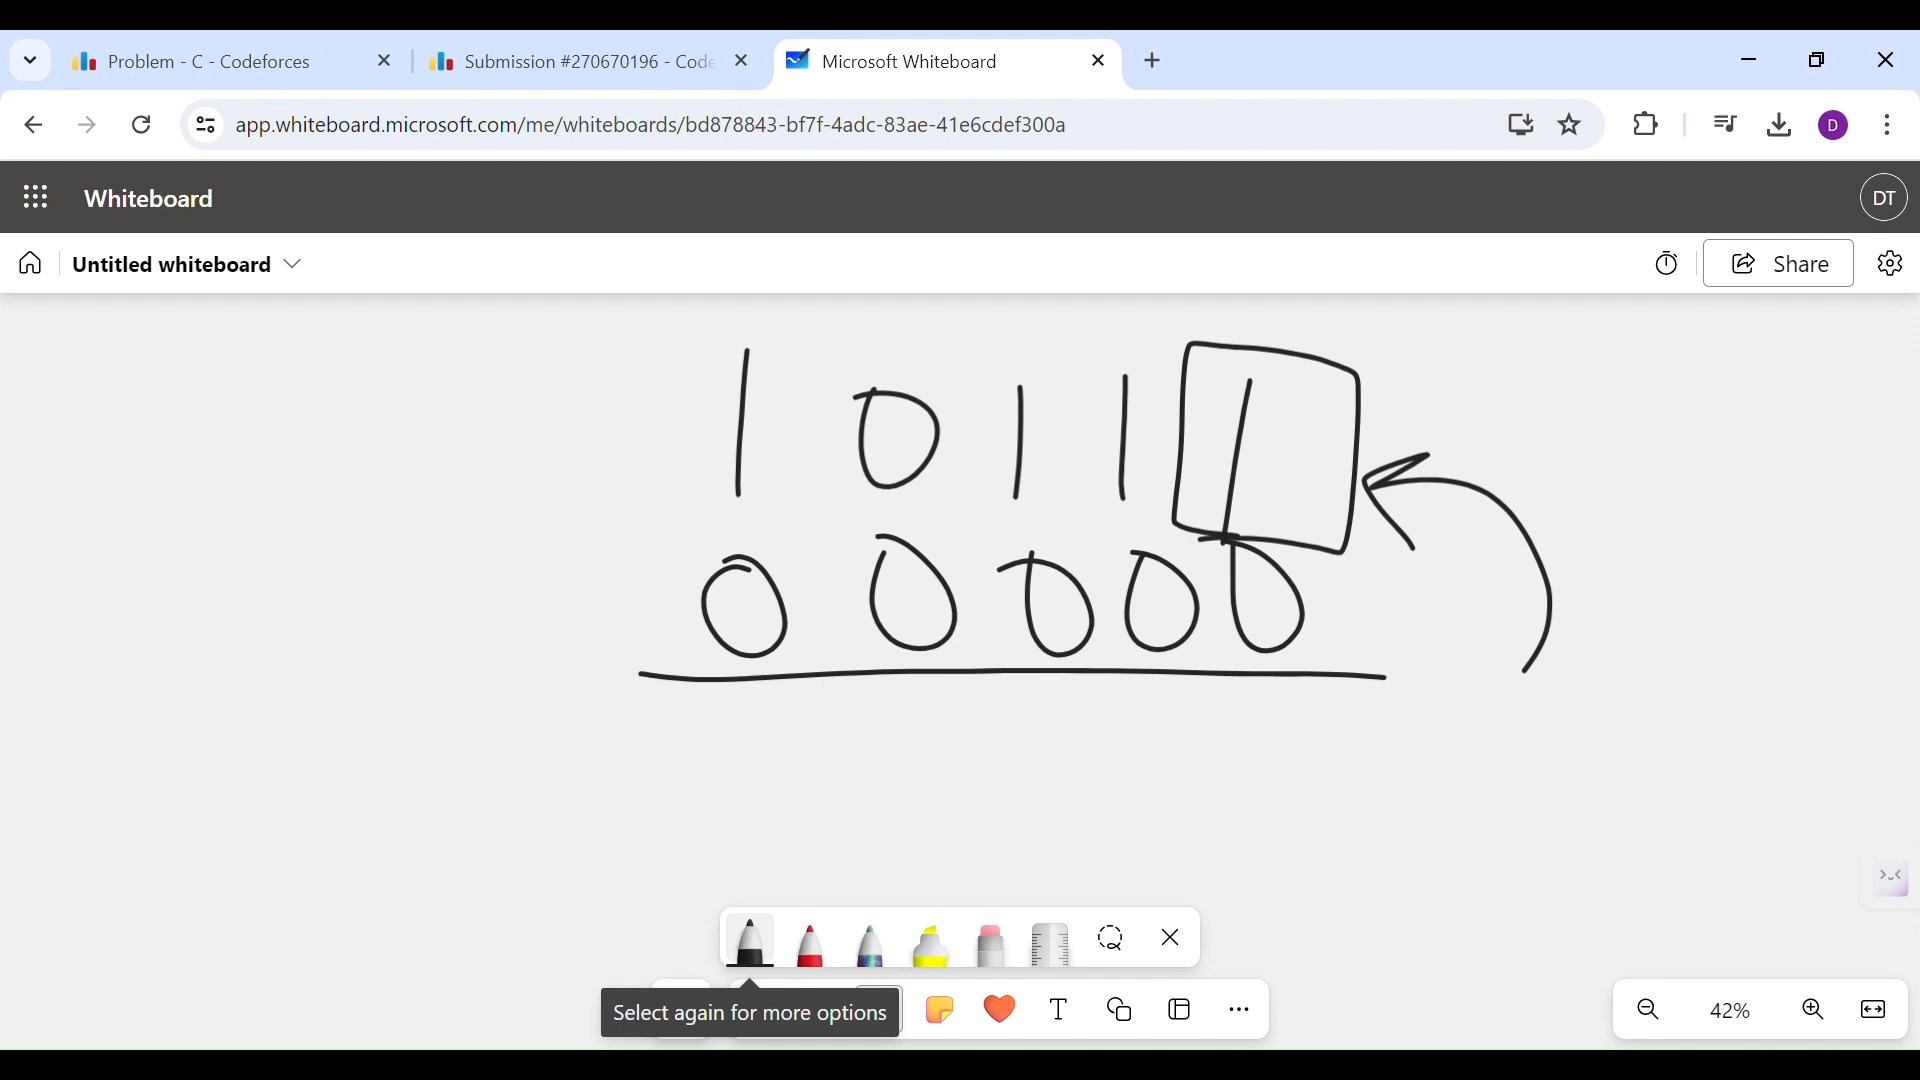 Problem - C - Codeforces
Submission #270670196 - Code
Microsoft Whiteboard
app.whiteboard.microsoft.com/me/whiteboards/bd878843-bf7f-4adc-83ae-41e6cdef300a
D
Whiteboard
DT
Untitled whiteboard
Share
1 0 1 1 1
0 0 0 0 0
Select again for more options
T
42%